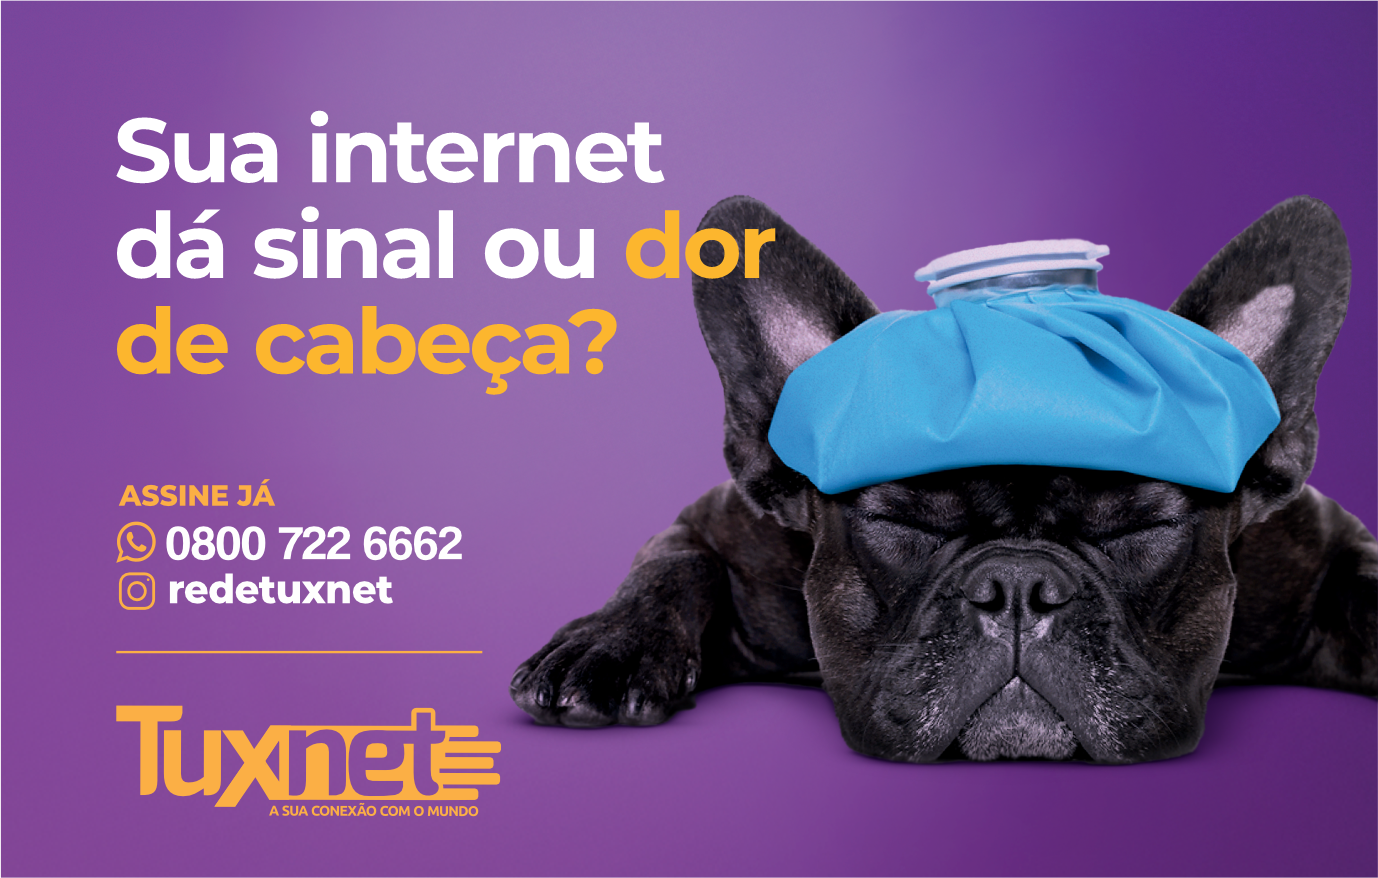 Sua internet
dá sinal ou dor
de cabeça?
ASSINE JÁ
0800 722 6662
redetuxnet
Tuxnet
A SUA CONEXÃO COM O MUNDO